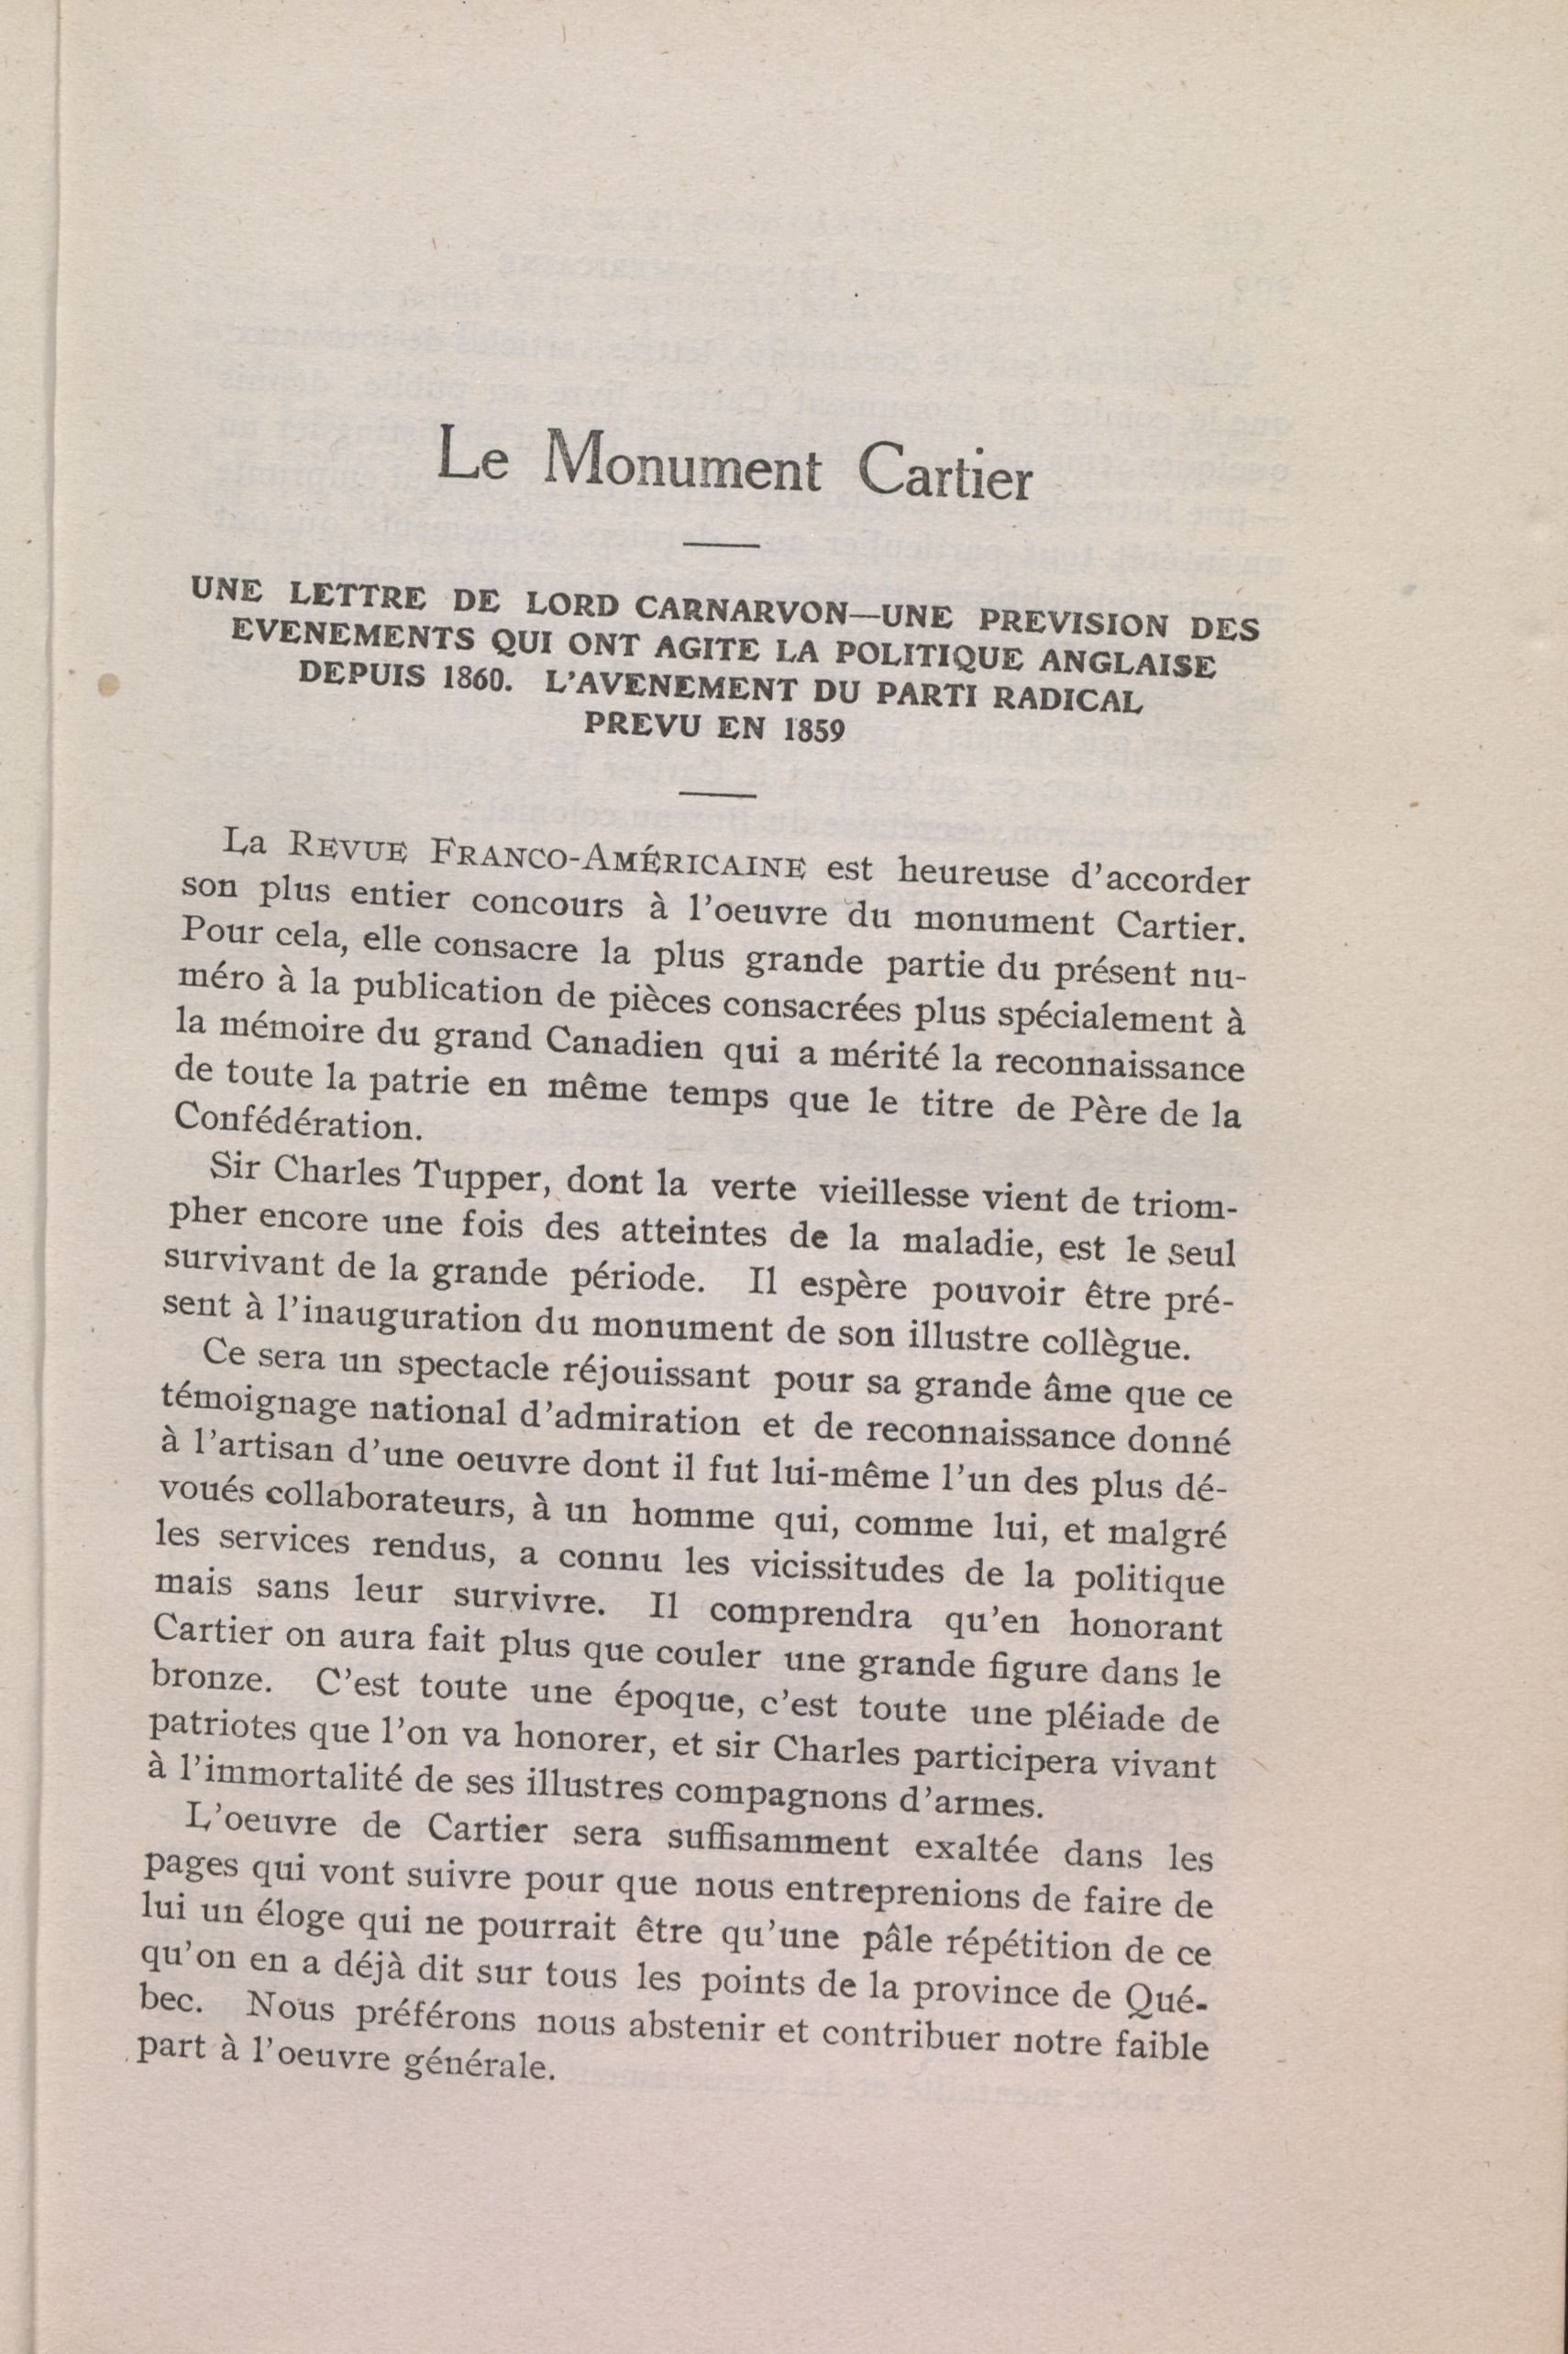 Le Monument Cartier
UNE LETTRE DE LORD CARNARVON—UNE PREVISION DES
EVENEMENTS QUI ONT AGITE LA POLITIQUE ANGLAISE
DEPUIS 1860. L'AVENEMENT DU PARTI RADICAL
PREVU EN 1859
La REVUE FRANCO-AMÉRICAINE est heureuse d'accorder
son plus entier concours à l'oeuvre du monument Cartier.
Pour cela, elle consacre la plus grande partie du présent nu-
méro à la publication de pièces consacrées plus spécialement à
la mémoire du grand Canadien qui a mérité la reconnaissance
de toute la patrie en même temps que le titre de Père de la
Confédération.
Sir Charles Tupper, dont la verte vieillesse vient de triom-
pher encore une fois des atteintes de la maladie, est le seul
survivant de la grande période. Il espère pouvoir être pré-
sent à l'inauguration du monument de son illustre collègue.
Ce sera un spectacle réjouissant pour sa grande âme que ce
témoignage national d'admiration et de reconnaissance donné
à l'artisan d'une oeuvre dont il fut lui-même l'un des plus dé-
voués collaborateurs, à un homme qui, comme lui, et malgré
les services rendus, a connu les vicissitudes de la politique
mais sans leur survivre. Il comprendra qu'en honorant
Cartier on aura fait plus que couler une grande figure dans le
bronze. C'est toute une époque, c'est toute une pléiade de
patriotes que l'on va honorer, et sir Charles participera vivant
à l'immortalité de ses illustres compagnons d'armes.
L'oeuvre de Cartier sera suffisamment exaltée dans les
pages qui vont suivre pour que nous entreprenions de faire de
lui un éloge qui ne pourrait être qu'une pâle répétition de ce
qu'on en a déjà dit sur tous les points de la province de Qué-
bec. Nous préférons nous abstenir et contribuer notre faible
part à l'oeuvre générale.